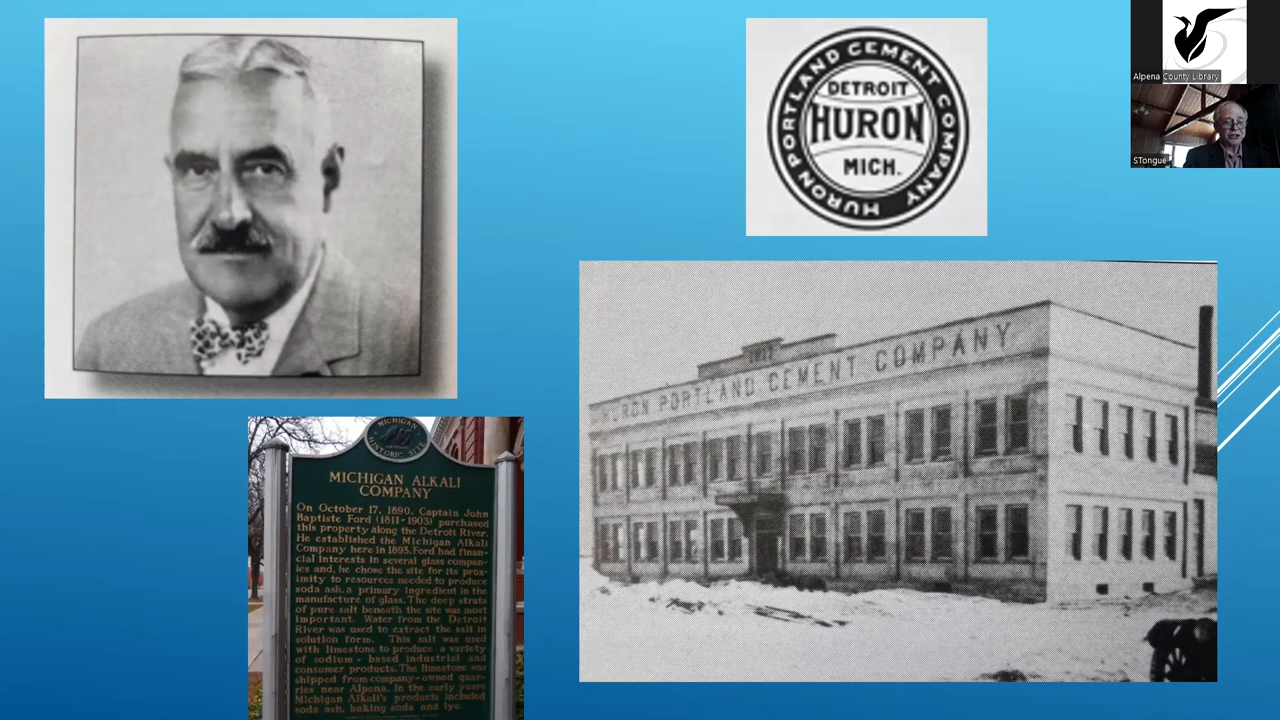 HURON PORTLAND CEMENT COMPANY
DETROIT
HURON
MICH.
Alpena County Library
STongue
HURON PORTLAND CEMENT COMPANY
MICHIGAN
HISTORIC SITE
MICHIGAN ALKALI
COMPANY
On October 17, 1890, Captain John
Baptiste Ford (1811-1903) purchased
this property along the Detroit River.
He established the Michigan Alkali
Company here in 1893. Ford had finan-
cial interests in several glass compan-
ies and, he chose the site for its prox-
imity to resources needed to produce
soda ash, a primary ingredient in the
manufacture of glass. The deep strata
of pure salt beneath the site was most
important. Water from the Detroit
River was used to extract the salt in
solution form. This salt was used
with limestone to produce a variety
of sodium-based industrial and
consumer products. The limestone was
shipped from company-owned quar-
ries near Alpena. In the early years
Michigan Alkali's products included
soda ash, baking soda and lye.